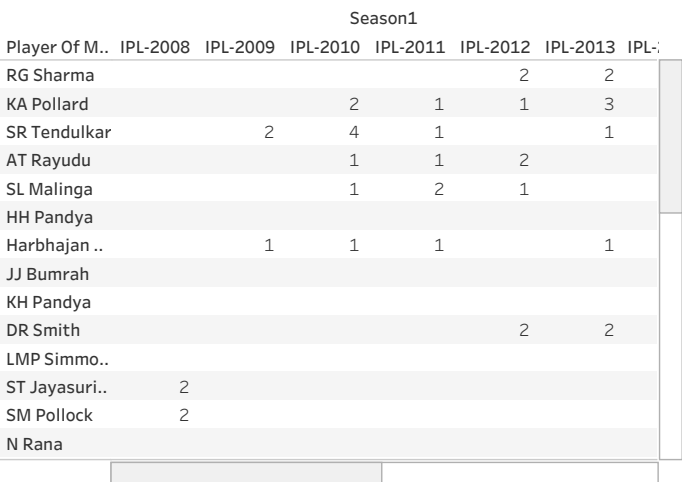 Season1
Player Of M.. IPL-2008 IPL-2009 IPL-2010 IPL-2011 IPL-2012 IPL-2013 IPL-
RG Sharma 2 2
KA Pollard 2 1 1 3
SR Tendulkar 2 4 1 1
AT Rayudu 1 1 2
SL Malinga 1 2 1
HH Pandya
Harbhajan .. 1 1 1 1
JJ Bumrah
KH Pandya
DR Smith 2 2
LMP Simmo..
ST Jayasuri.. 2
SM Pollock 2
N Rana